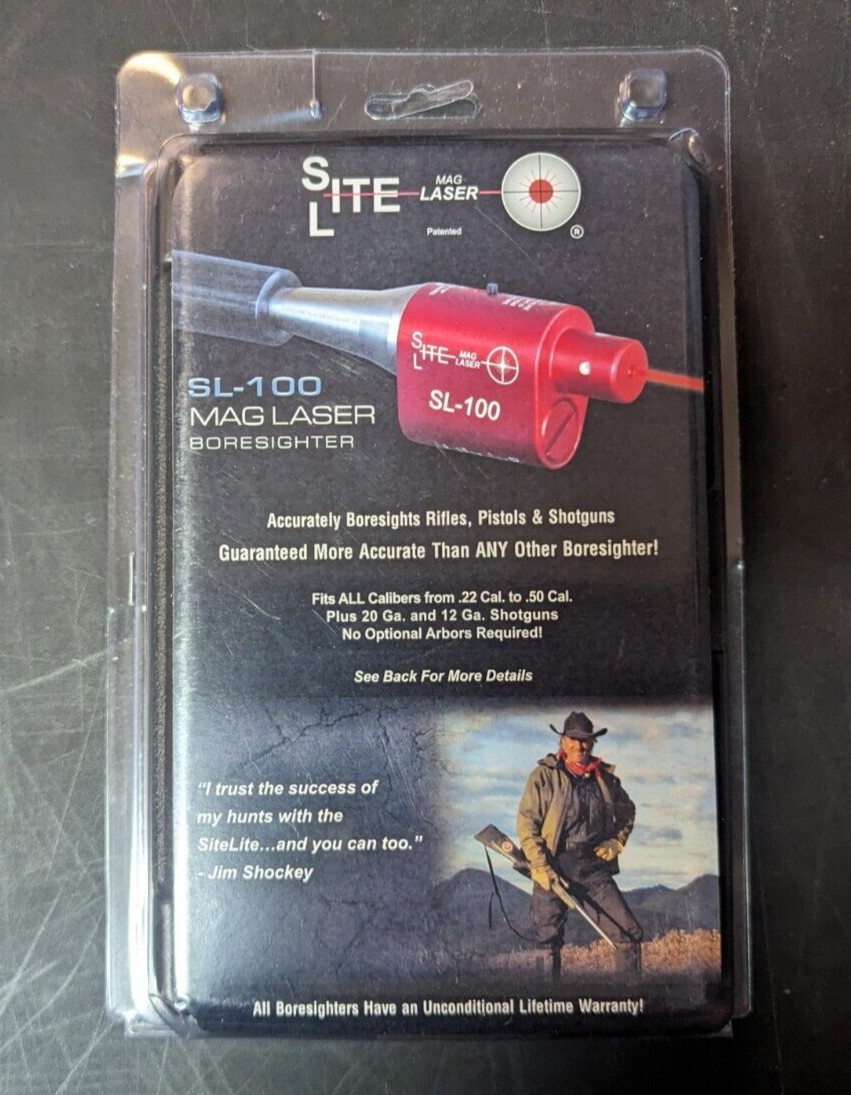 SITE
L
MAG
LASER
Patented
®
SITE
L
MAG
LASER
SL-100
SL-100
MAG LASER
BORESIGHTER
Accurately Boresights Rifles, Pistols & Shotguns
Guaranteed More Accurate Than ANY Other Boresighter!
Fits ALL Calibers from .22 Cal. to .50 Cal.
Plus 20 Ga. and 12 Ga. Shotguns
No Optional Arbors Required!
See Back For More Details
“I trust the success of
my hunts with the
SiteLite...and you can too.”
- Jim Shockey
All Boresighters Have an Unconditional Lifetime Warranty!